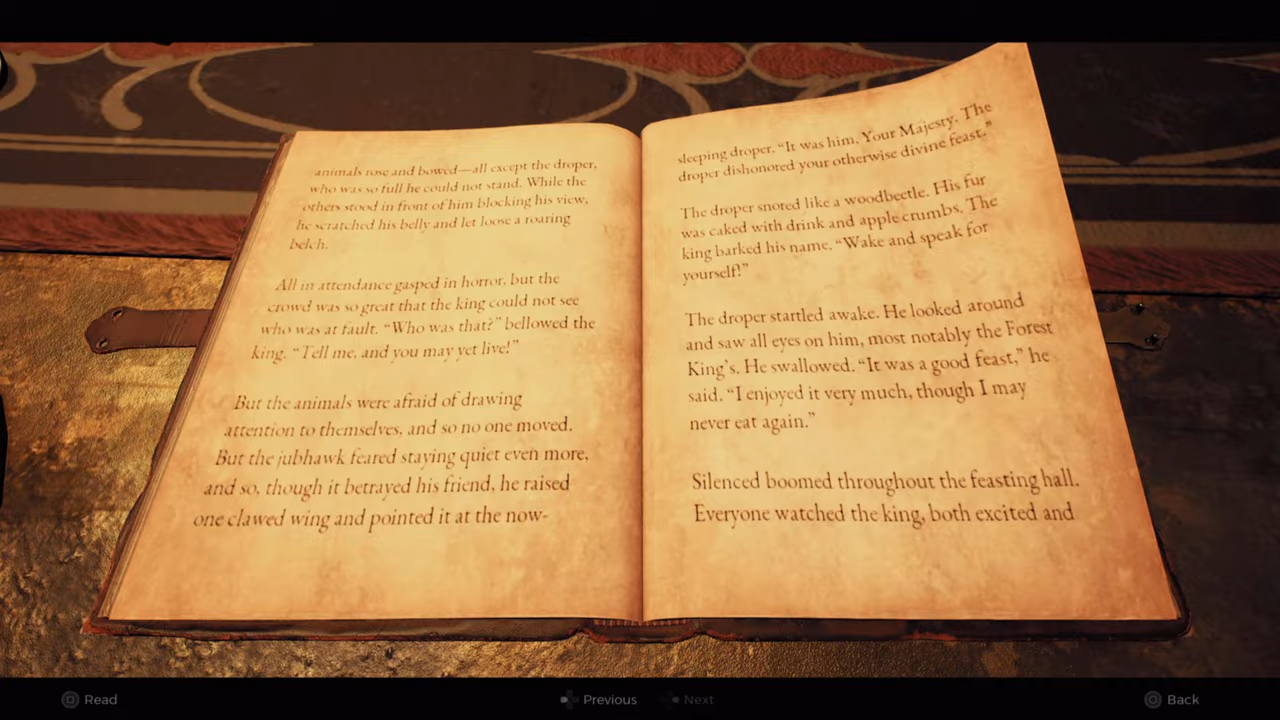 animals rose and bowed—all except the droper,
who was so full he could not stand. While the
others stood in front of him blocking his view,
he scratched his belly and let loose a roaring
belch.
All in attendance gasped in horror, but the
crowd was so great that the king could not see
who was at fault. “Who was that?” bellowed the
king. “Tell me, and you may yet live!”
But the animals were afraid of drawing
attention to themselves, and so no one moved.
But the jubhawk feared staying quiet even more,
and so, though it betrayed his friend, he raised
one clawed wing and pointed it at the now-
sleeping droper. “It was him, Your Majesty. The
droper dishonored your otherwise divine feast.”
The droper snored like a woodbeetle. His fur
was caked with drink and apple crumbs. The
king barked his name. “Wake and speak for
yourself!”
The droper startled awake. He looked around
and saw all eyes on him, most notably the Forest
King’s. He swallowed. “It was a good feast,” he
said. “I enjoyed it very much, though I may
never eat again.”
Silenced boomed throughout the feasting hall.
Everyone watched the king, both excited and
Read
Previous
Next
Back